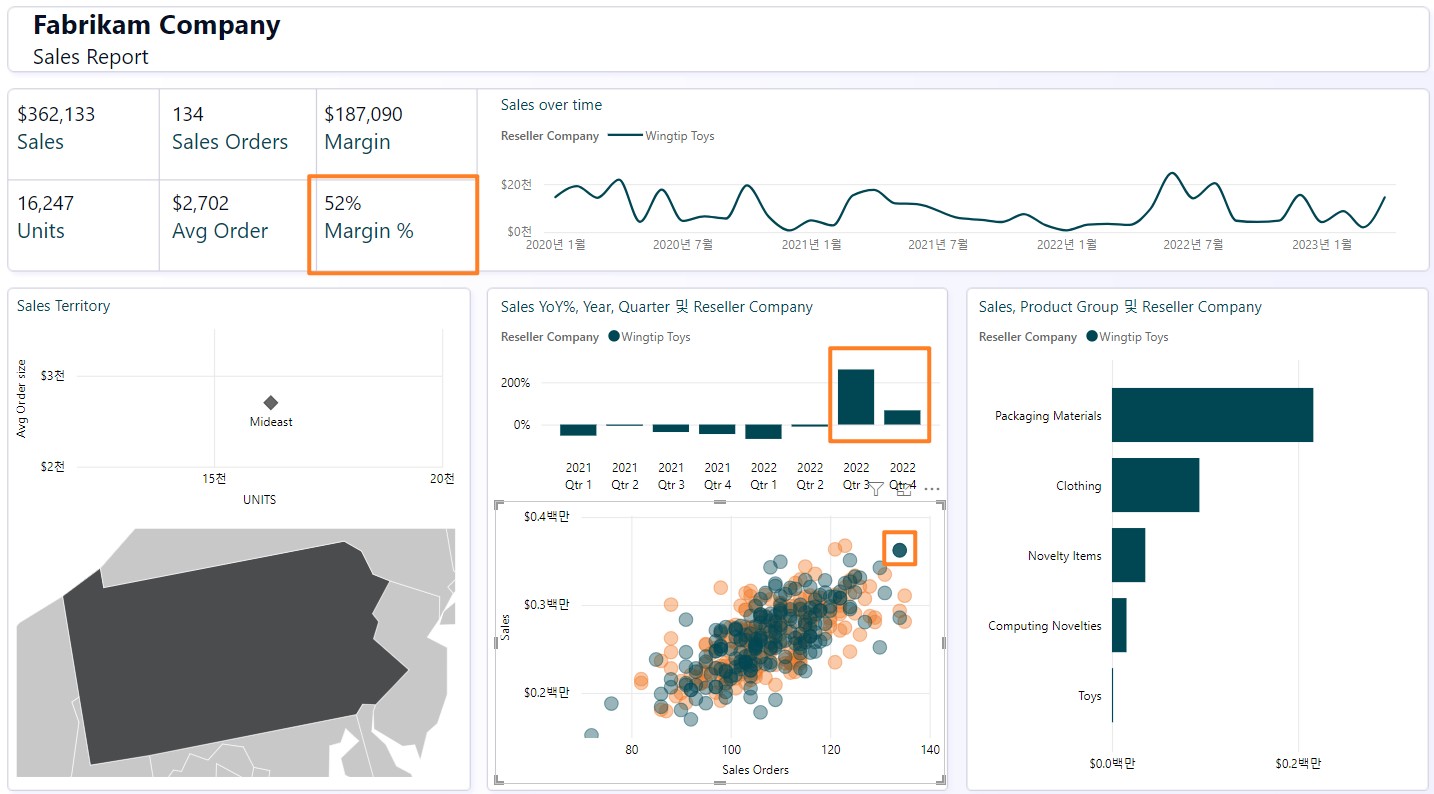 Fabrikam Company
Sales Report
$362,133
Sales
134
Sales Orders
$187,090
Margin
16,247
Units
$2,702
Avg Order
52%
Margin %
Sales over time
Reseller Company Wingtip Toys
$20천
$0천
2020년 1월 2020년 7월 2021년 1월 2021년 7월 2022년 1월 2022년 7월 2023년 1월
Sales Territory
Avg Order size
$3천
Mideast
$2천
15천 20천
UNITS
Sales YoY%, Year, Quarter 및 Reseller Company
Reseller Company Wingtip Toys
200%
0%
2021 2021 2021 2021 2022 2022 2022 2022
Qtr 1 Qtr 2 Qtr 3 Qtr 4 Qtr 1 Qtr 2 Qtr 3 Qtr 4
$0.4백만
$0.3백만
Sales
$0.2백만
80 100 120 140
Sales Orders
Sales, Product Group 및 Reseller Company
Reseller Company Wingtip Toys
Packaging Materials
Clothing
Novelty Items
Computing Novelties
Toys
$0.0백만 $0.2백만